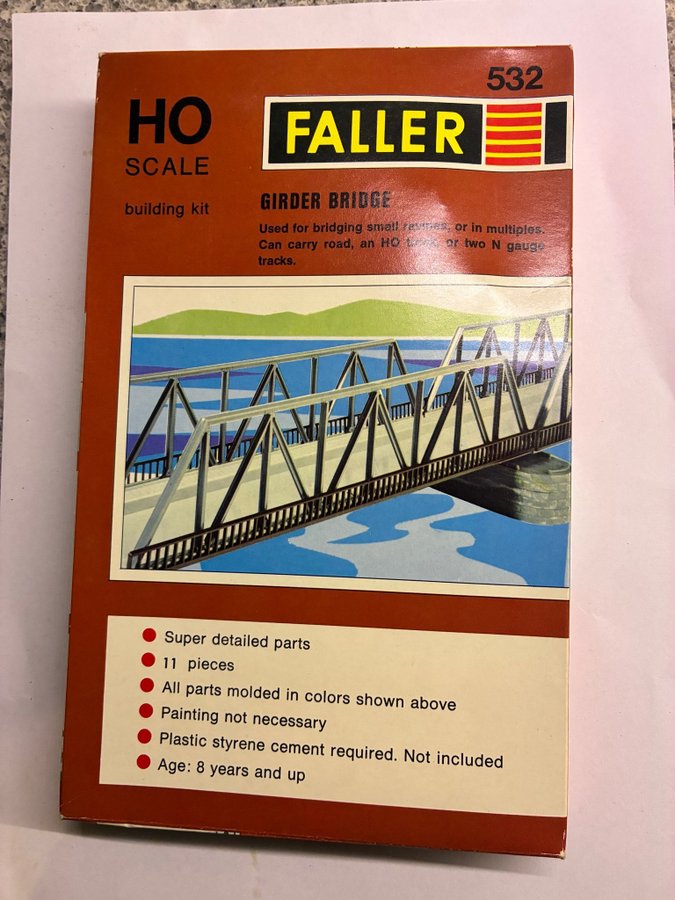 532
HO
SCALE
building kit
FALLER
GIRDER BRIDGE
Used for bridging small ravines, or in multiples.
Can carry road, an HO track, or two N gauge
tracks.
Super detailed parts
11 pieces
All parts molded in colors shown above
Painting not necessary
Plastic styrene cement required. Not included
Age: 8 years and up